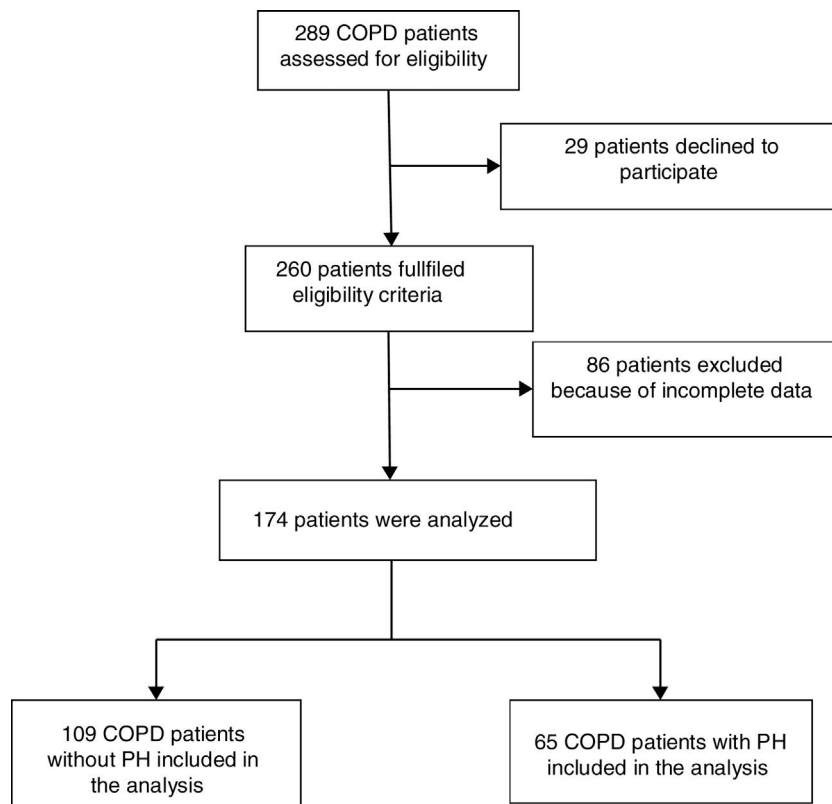 289 COPD patients
assessed for eligibility
29 patients declined to
participate
260 patients fullfiled
eligibility criteria
86 patients excluded
because of incomplete data
174 patients were analyzed
109 COPD patients
without PH included in
the analysis
65 COPD patients with PH
included in the analysis